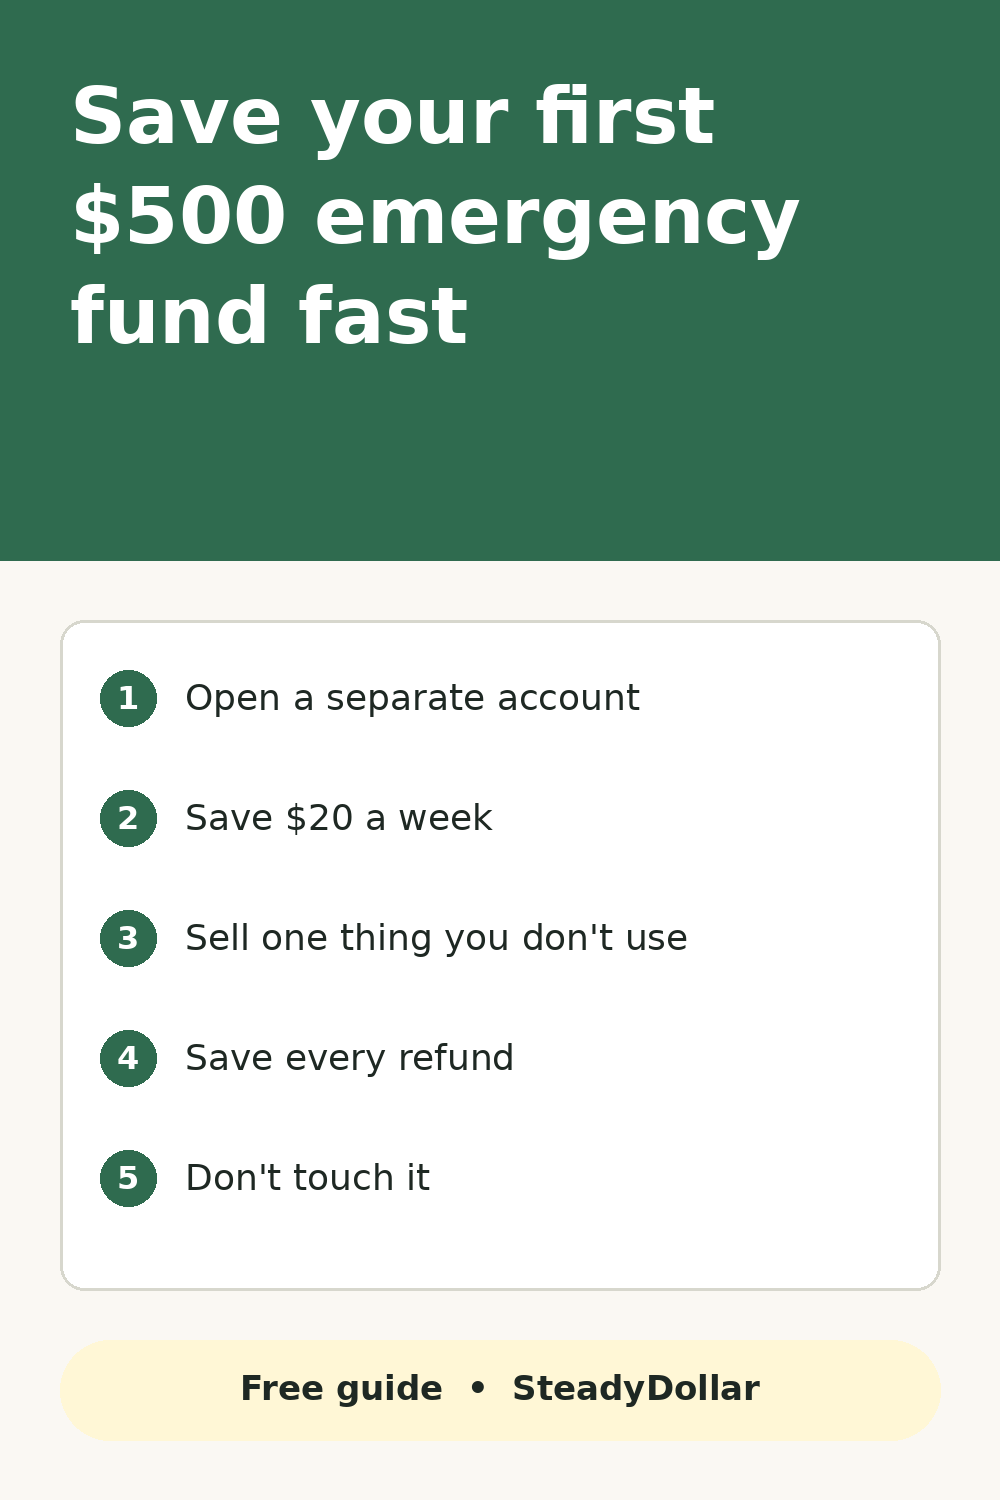 Save your first
$500 emergency
fund fast
1 Open a separate account
2 Save $20 a week
3 Sell one thing you don't use
4 Save every refund
5 Don't touch it
Free guide • SteadyDollar